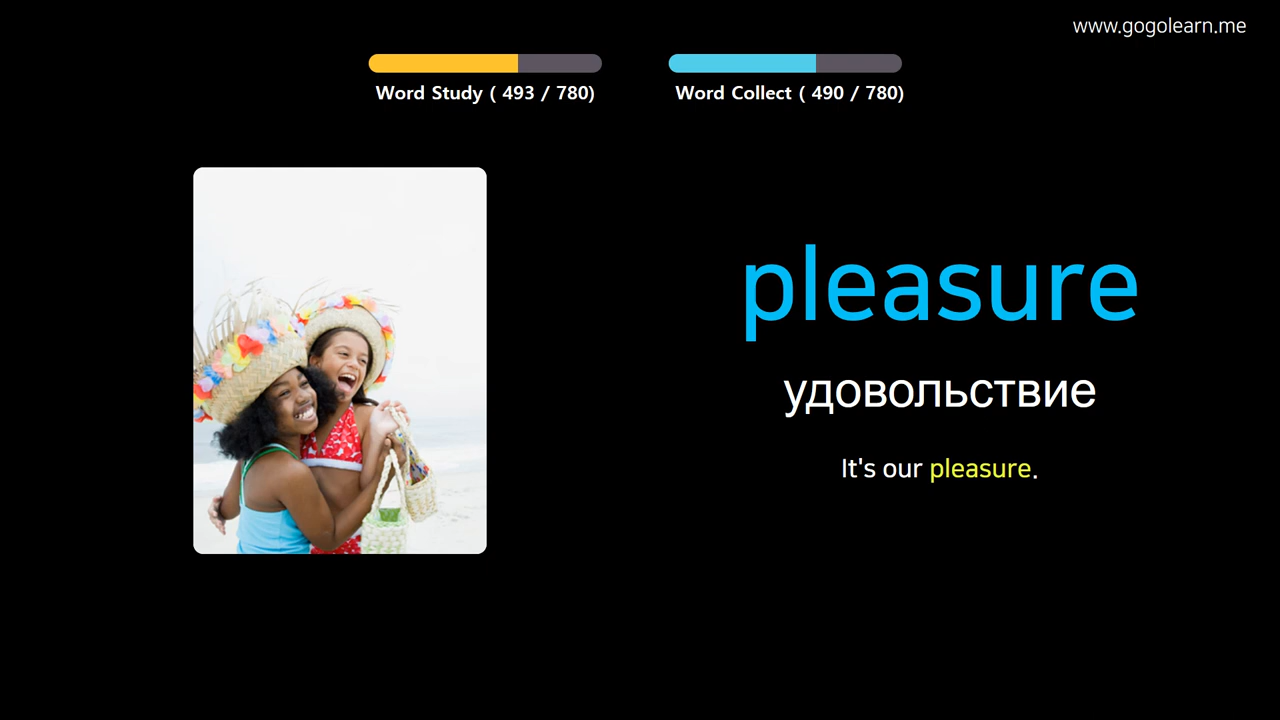 www.gogolearn.me
Word Study ( 493 / 780)
Word Collect ( 490 / 780)
pleasure
удовольствие
It's our pleasure.